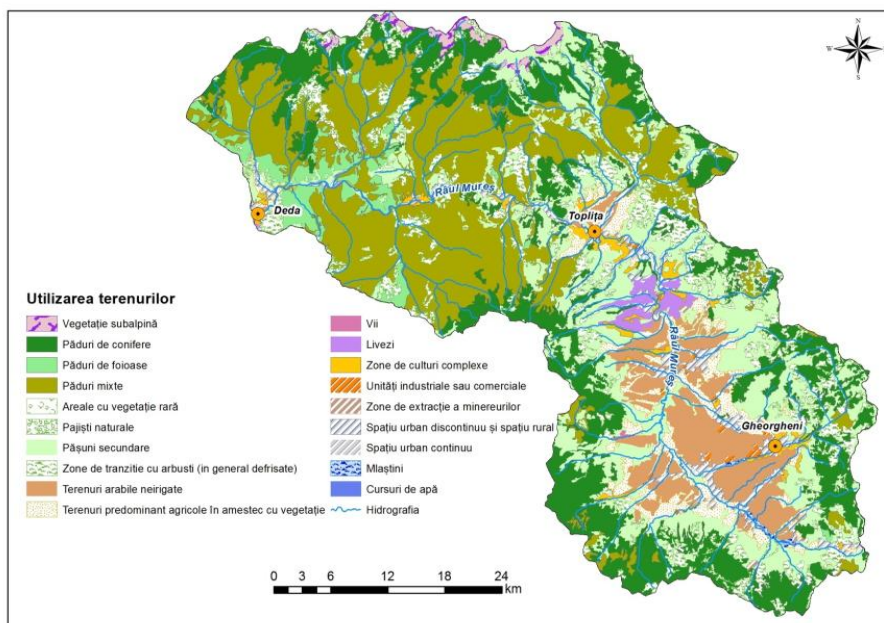 N
W
E
S
Râul Mureș
Deda
Toplița
Râul Mureș
Gheorgheni
Utilizarea terenurilor
Vegetație subalpină
Păduri de conifere
Păduri de foioase
Păduri mixte
Areale cu vegetație rară
Pajiști naturale
Pășuni secundare
Zone de tranzitie cu arbusti (in general defrisate)
Terenuri arabile neirigate
Terenuri predominant agricole în amestec cu vegetație
Vii
Livezi
Zone de culturi complexe
Unități industriale sau comerciale
Zone de extracție a minereurilor
Spațiu urban discontinuu și spațiu rural
Spațiu urban continuu
Mlaștini
Cursuri de apă
Hidrografia
0 3 6 12 18 24
km